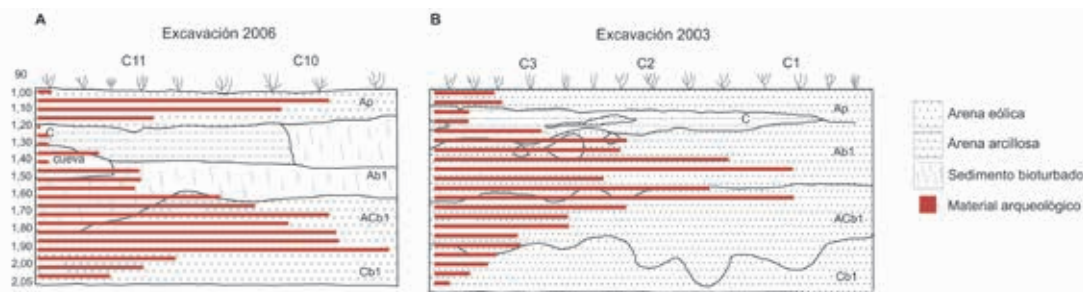 A
Excavación 2006
C11 C10
90
1,00
1,10
1,20
1,30
1,40
1,50
1,60
1,70
1,80
1,90
2,00
2,05
Ap
C
cueva
Ab1
ACb1
Cb1
B
Excavación 2003
C3 C2 C1
Ap
C
Ab1
ACb1
Cb1
Arena eólica
Arena arcillosa
Sedimento bioturbado
Material arqueológico